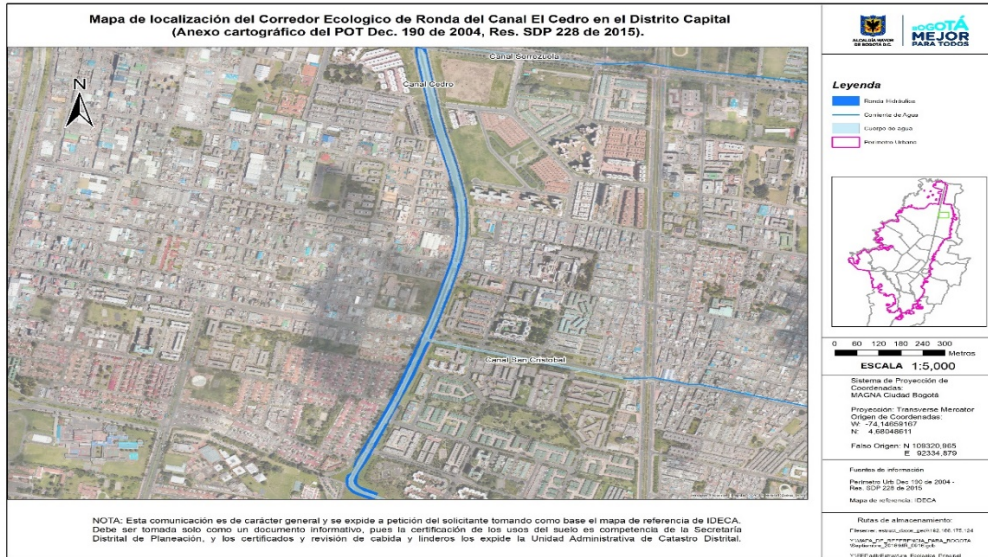 Mapa de localización del Corredor Ecologico de Ronda del Canal El Cedro en el Distrito Capital
(Anexo cartográfico del POT Dec. 190 de 2004, Res. SDP 228 de 2015).
ALCALDÍA MAYOR
DE BOGOTÁ D.C.
BOGOTÁ
MEJOR
PARA TODOS
Canal Serrezuela
Canal Cedro
N
Canal San Cristobal
Leyenda
Ronda Hidráulica
Corriente de Agua
Cuerpo de agua
Perimetro Urbano
0 60 120 180 240 300
Metros
ESCALA 1:5,000
Sistema de Proyección de
Coordenadas:
MAGNA Ciudad Bogotá
Proyección: Transverse Mercator
Origen de Coordenadas:
W: -74,14659167
N: 4,68048611
Falso Origen: N 109320,965
E 92334,879
Fuentes de información
Perimetro Urb Dec 190 de 2004 -
Res. SDP 228 de 2015
Mapa de referencia: IDECA
Rutas de almacenamiento:
NOTA: Esta comunicación es de carácter general y se expide a petición del solicitante tomando como base el mapa de referencia de IDECA.
Debe ser tomada solo como un documento informativo, pues la certificación de los usos del suelo es competencia de la Secretaría
Distrital de Planeación, y los certificados y revisión de cabida y linderos los expide la Unidad Administrativa de Catastro Distrital.